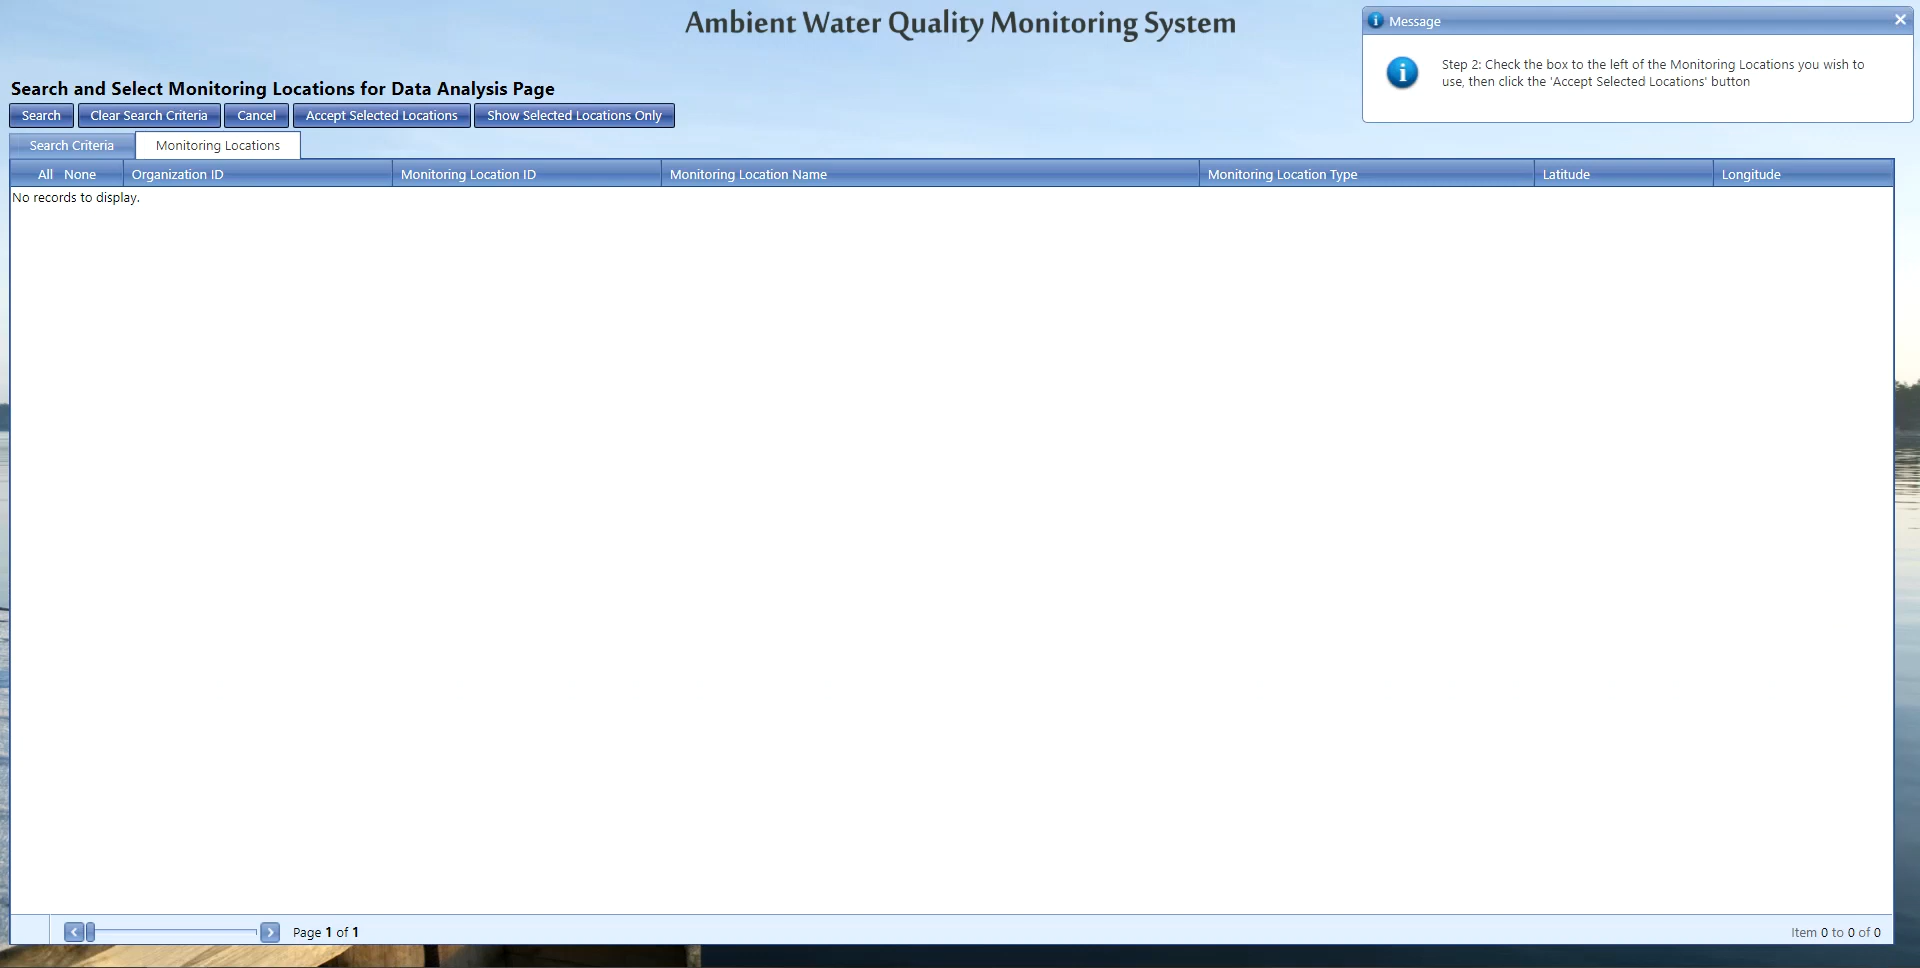 Ambient Water Quality Monitoring System
Message
Step 2: Check the box to the left of the Monitoring Locations you wish to
use, then click the 'Accept Selected Locations' button
Search and Select Monitoring Locations for Data Analysis Page
Search Clear Search Criteria Cancel Accept Selected Locations Show Selected Locations Only
Search Criteria Monitoring Locations
All None Organization ID Monitoring Location ID Monitoring Location Name Monitoring Location Type Latitude Longitude
No records to display.
Page 1 of 1 Item 0 to 0 of 0